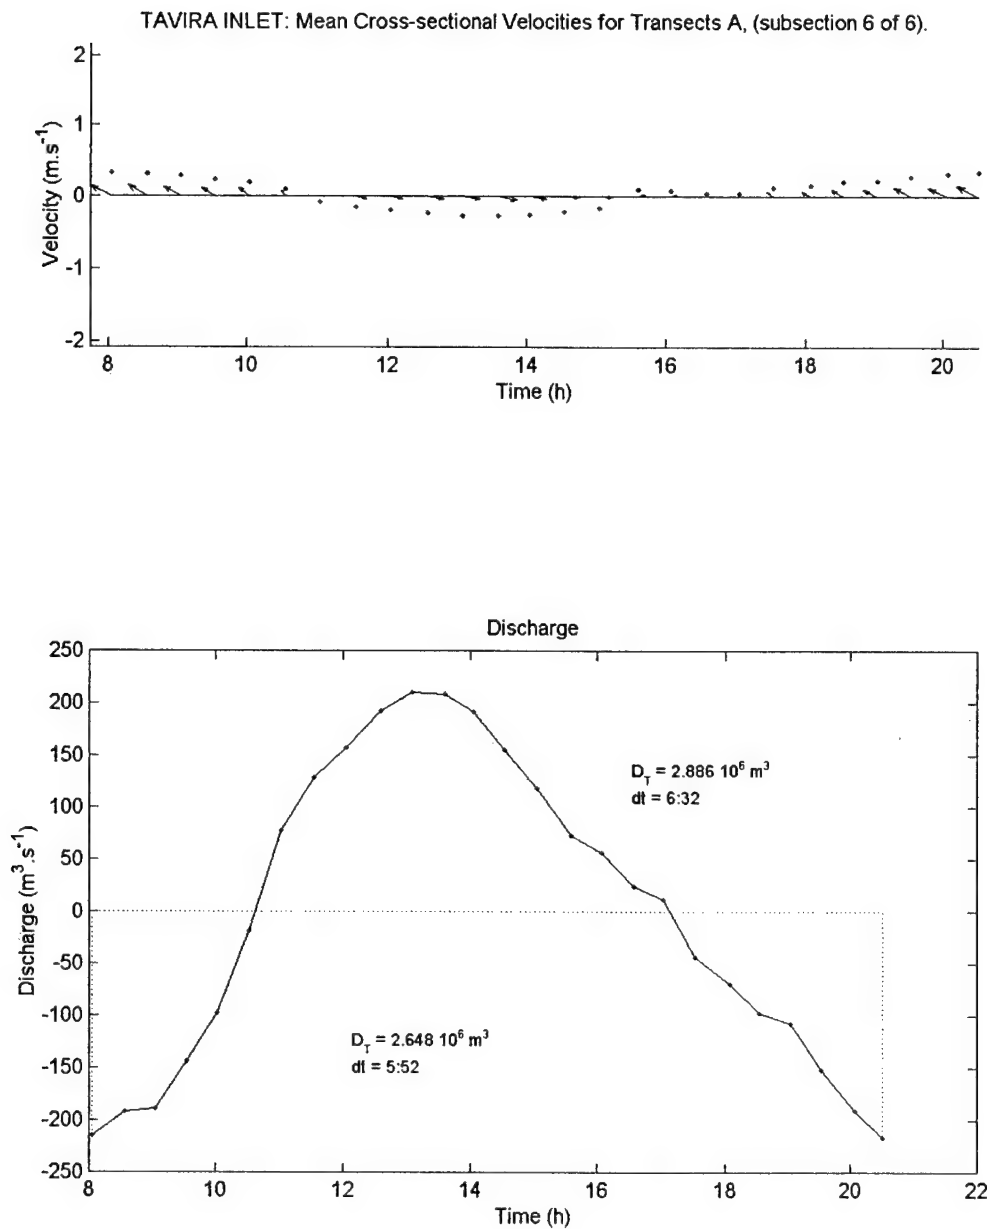 TAVIRA INLET: Mean Cross-sectional Velocities for Transects A, (subsection 6 of 6).
2
1
0
-1
-2
Velocity (m.s⁻¹)
8 10 12 14 16 18 20
Time (h)
Discharge
250
200
150
100
50
0
-50
-100
-150
-200
-250
Discharge (m³.s⁻¹)
D_T = 2.886 10⁶ m³
dt = 6:32
D_T = 2.648 10⁶ m³
dt = 5:52
8 10 12 14 16 18 20 22
Time (h)